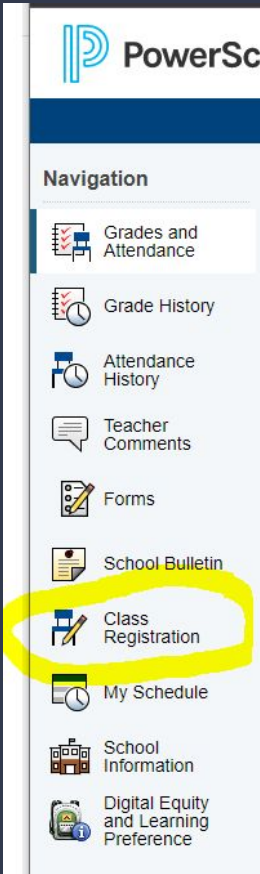 PowerSc
Navigation
Grades and
Attendance
Grade History
Attendance
History
Teacher
Comments
Forms
School Bulletin
Class
Registration
My Schedule
School
Information
Digital Equity
and Learning
Preference